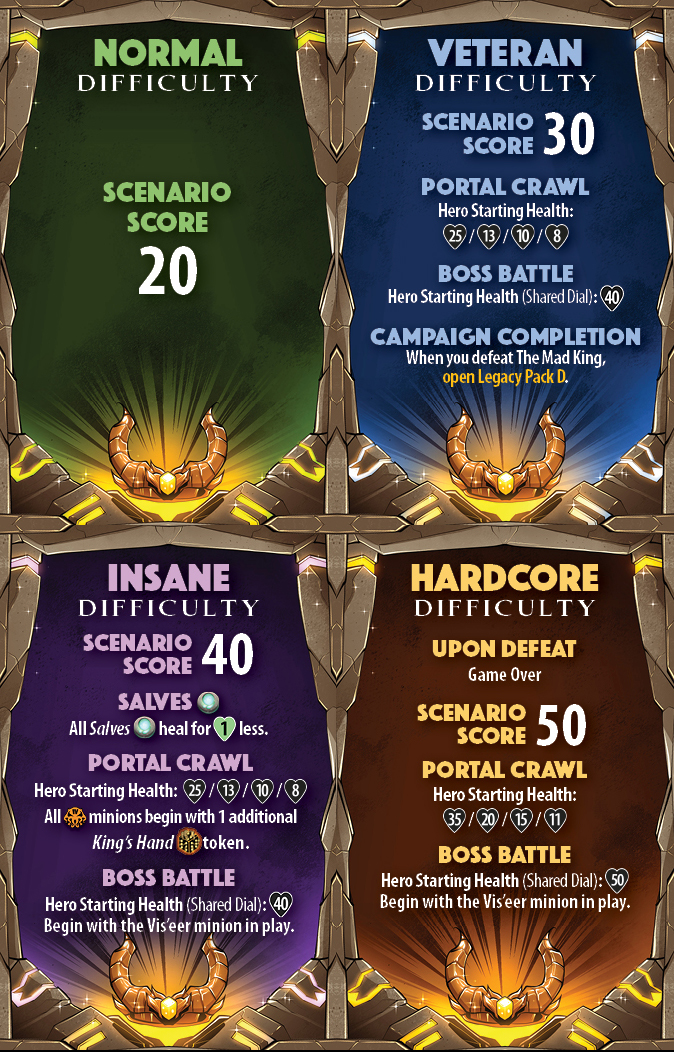 NORMAL
DIFFICULTY
SCENARIO
SCORE
20
VETERAN
DIFFICULTY
SCENARIO
SCORE 30
PORTAL CRAWL
Hero Starting Health:
25 / 13 / 10 / 8
BOSS BATTLE
Hero Starting Health (Shared Dial): 40
CAMPAIGN COMPLETION
When you defeat The Mad King,
open Legacy Pack D.
INSANE
DIFFICULTY
SCENARIO
SCORE 40
SALVES
All Salves heal for 1 less.
PORTAL CRAWL
Hero Starting Health: 25 / 13 / 10 / 8
All minions begin with 1 additional
King's Hand token.
BOSS BATTLE
Hero Starting Health (Shared Dial): 40
Begin with the Vis'eer minion in play.
HARDCORE
DIFFICULTY
UPON DEFEAT
Game Over
SCENARIO
SCORE 50
PORTAL CRAWL
Hero Starting Health:
35 / 20 / 15 / 11
BOSS BATTLE
Hero Starting Health (Shared Dial): 50
Begin with the Vis'eer minion in play.